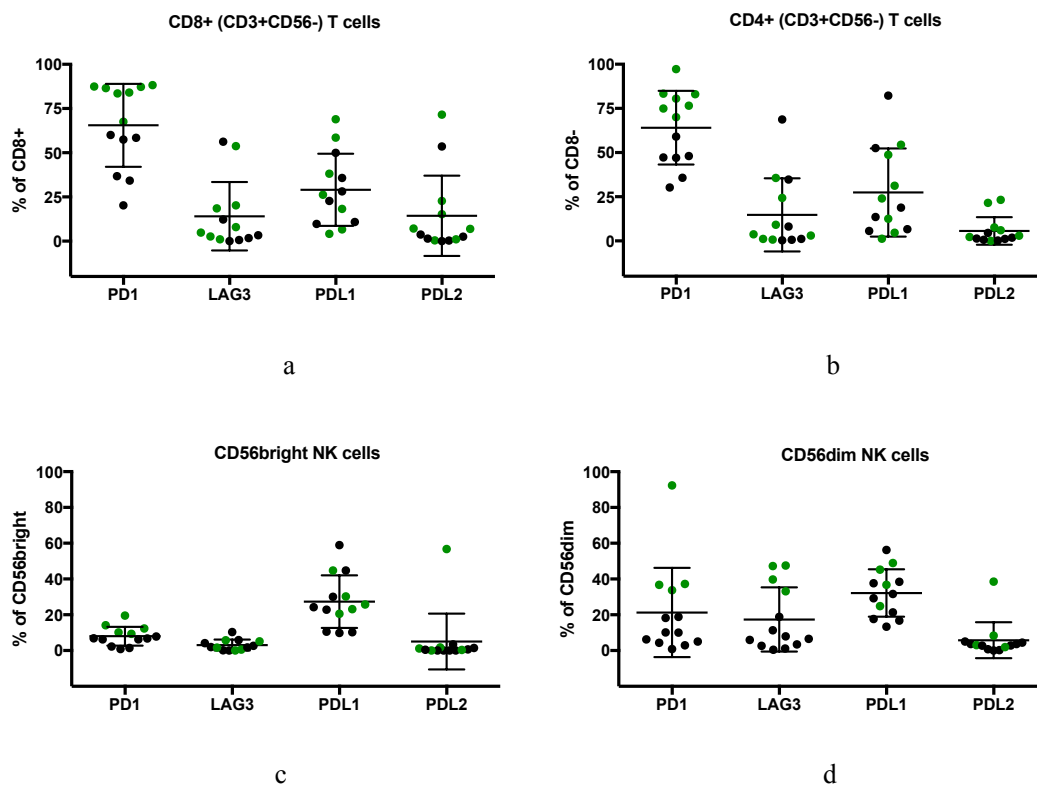 CD8+ (CD3+CD56-) T cells
% of CD8+
100
75
50
25
0
PD1 LAG3 PDL1 PDL2
a
CD4+ (CD3+CD56-) T cells
% of CD8-
100
75
50
25
0
PD1 LAG3 PDL1 PDL2
b
CD56bright NK cells
% of CD56bright
100
80
60
40
20
0
PD1 LAG3 PDL1 PDL2
c
CD56dim NK cells
% of CD56dim
100
80
60
40
20
0
PD1 LAG3 PDL1 PDL2
d